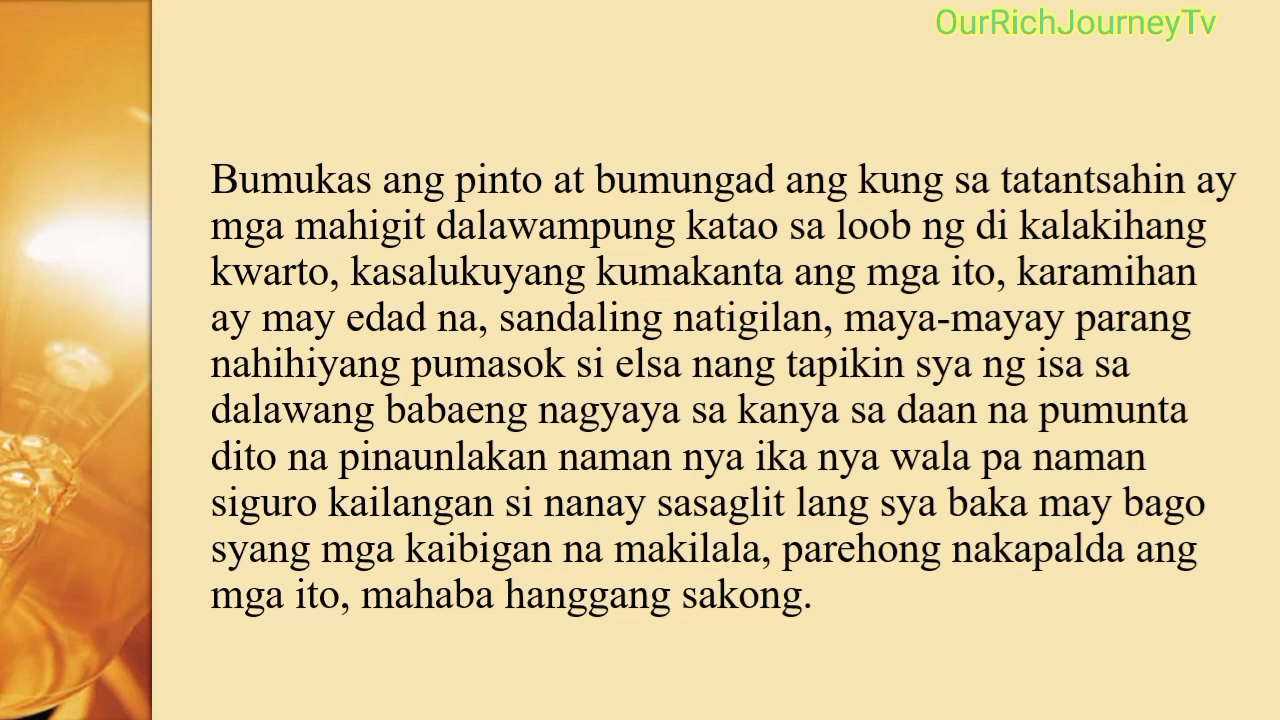 OurRichJourneyTv
Bumukas ang pinto at bumungad ang kung sa tatantsahin ay
mga mahigit dalawampung katao sa loob ng di kalakihang
kwarto, kasalukuyang kumakanta ang mga ito, karamihan
ay may edad na, sandaling natigilan, maya-mayay parang
nahihiyang pumasok si elsa nang tapikin sya ng isa sa
dalawang babaeng nagyaya sa kanya sa daan na pumunta
dito na pinaunlakan naman nya ika nya wala pa naman
siguro kailangan si nanay sasaglit lang sya baka may bago
syang mga kaibigan na makilala, parehong nakapalda ang
mga ito, mahaba hanggang sakong.